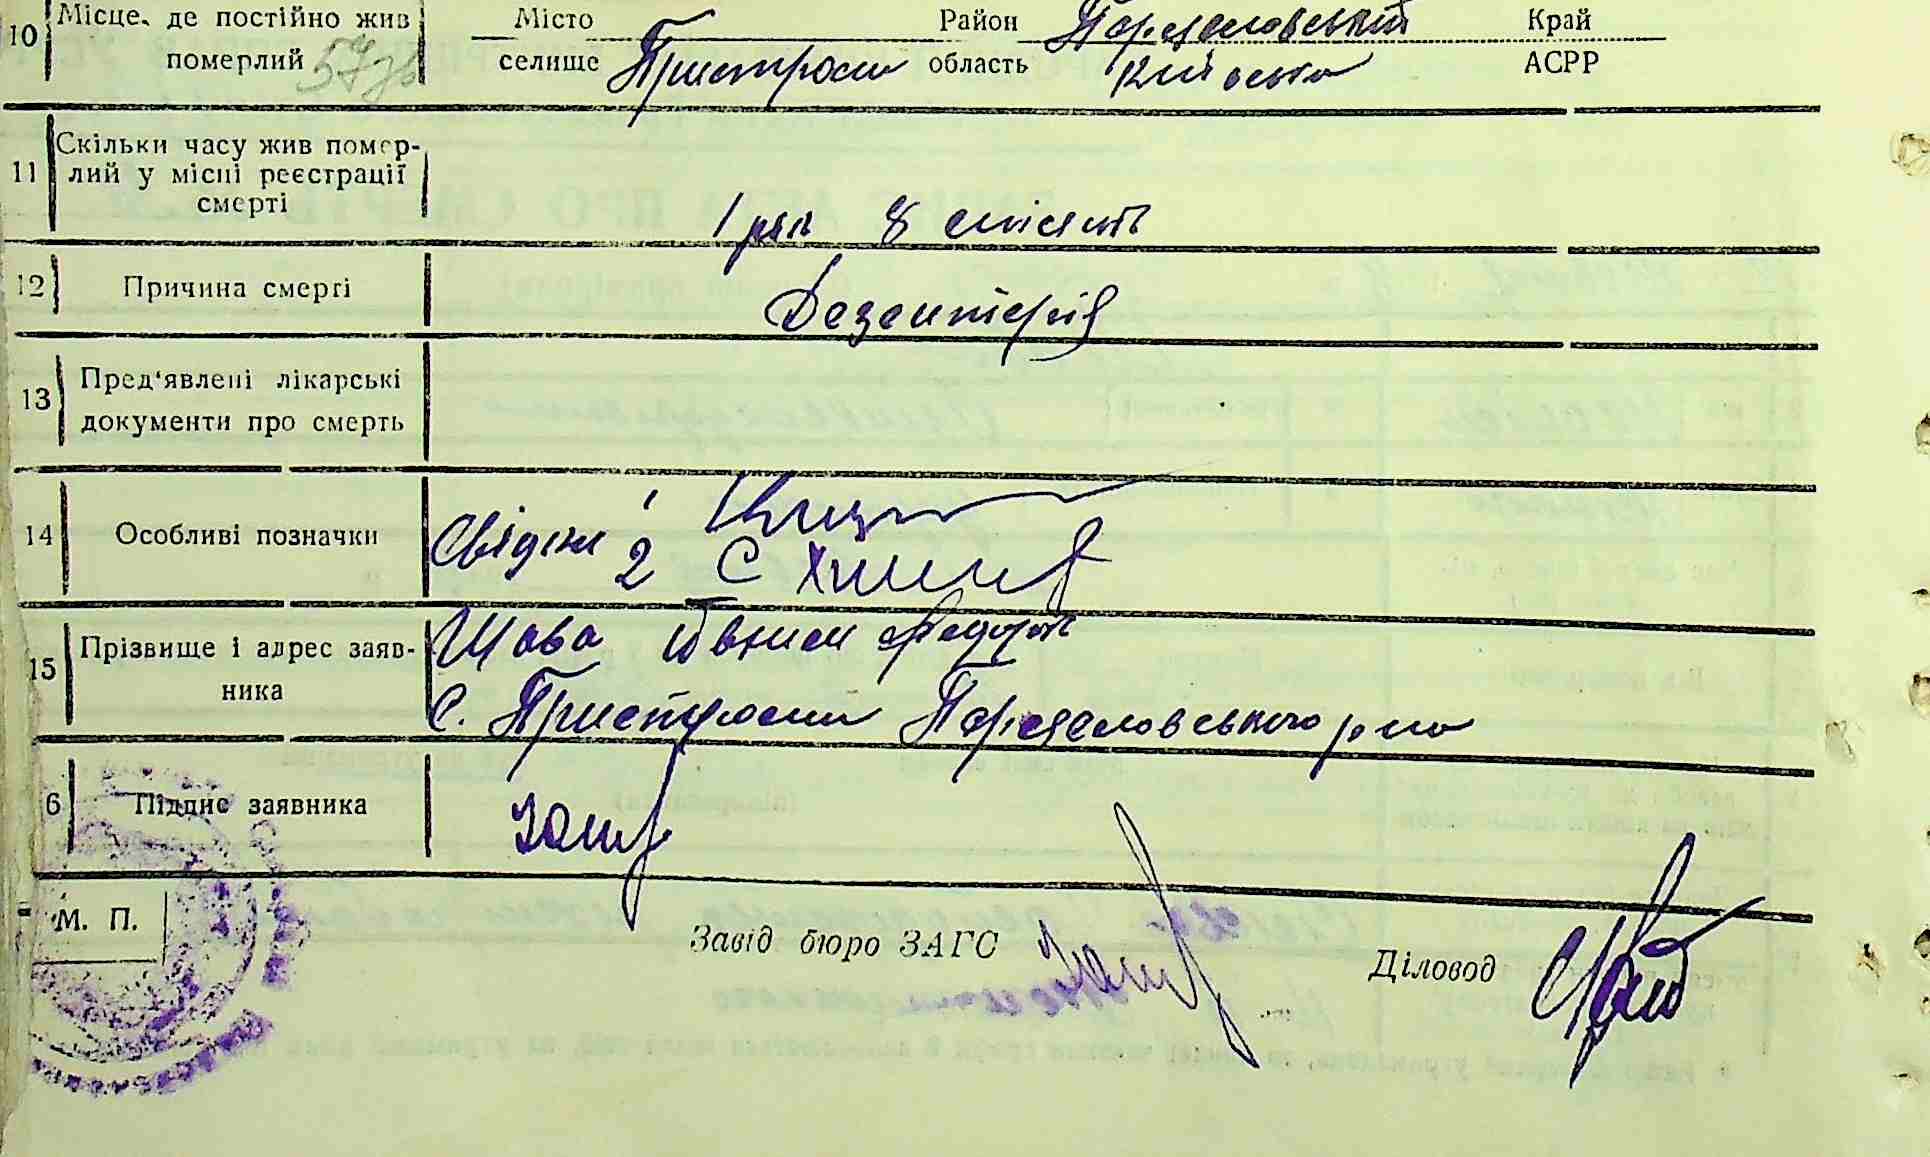 10 Місце, де постійно жив Місто Район Край
померлий селище Пристроми область Київська АСРР
11 Скільки часу жив помер-
лий у місці реєстрації
смерті
1 рік 8 місяців
12 Причина смерті Дезентерія
13 Пред'явлені лікарські
документи про смерть
14 Особливі позначки Свідки 1
2 С
15 Прізвище і адрес заяв-
ника
Шава Федор
с. Пристроми р-на
6 Підпис заявника
М. П.
Завід бюро ЗАГС Діловод